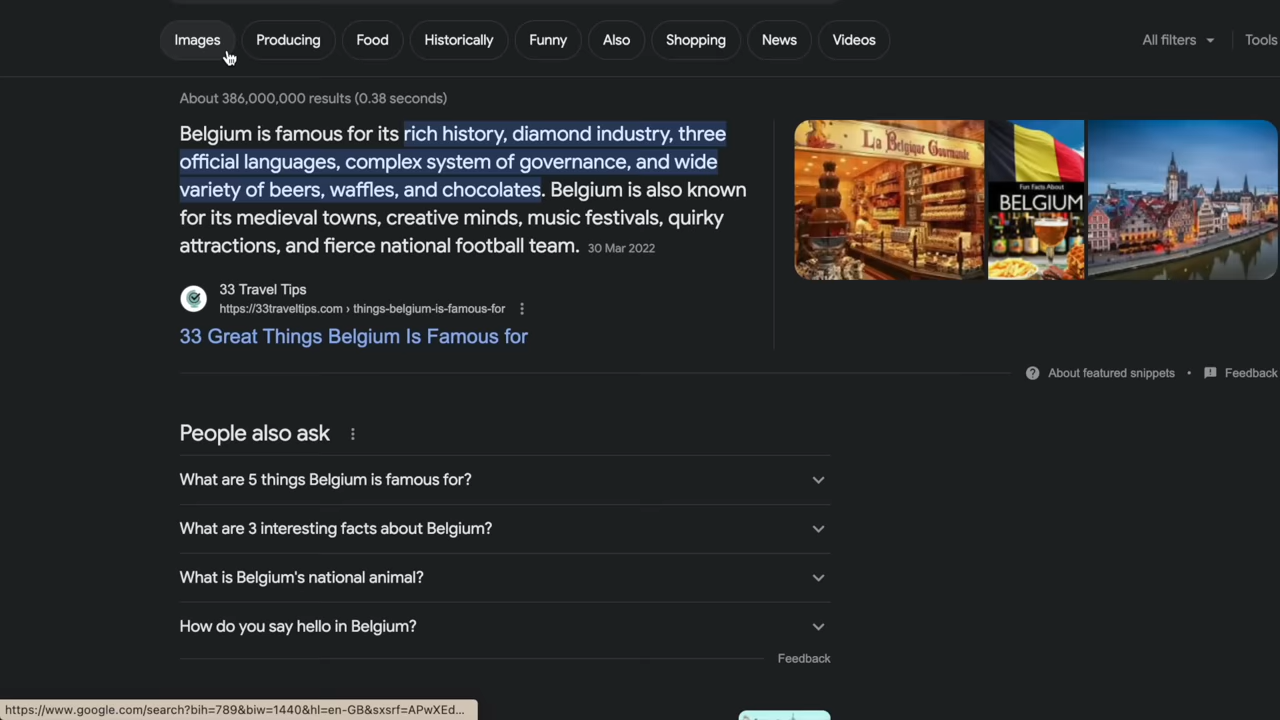 Images Producing Food Historically Funny Also Shopping News Videos All filters Tools
About 386,000,000 results (0.38 seconds)
Belgium is famous for its rich history, diamond industry, three
official languages, complex system of governance, and wide
variety of beers, waffles, and chocolates. Belgium is also known
for its medieval towns, creative minds, music festivals, quirky
attractions, and fierce national football team. 30 Mar 2022
La Belgique Gourmande
Fun Facts About
BELGIUM
33 Travel Tips
https://33traveltips.com › things-belgium-is-famous-for
33 Great Things Belgium Is Famous for
About featured snippets • Feedback
People also ask
What are 5 things Belgium is famous for?
What are 3 interesting facts about Belgium?
What is Belgium's national animal?
How do you say hello in Belgium?
Feedback
https://www.google.com/search?bih=789&biw=1440&hl=en-GB&sxsrf=APwXEd...